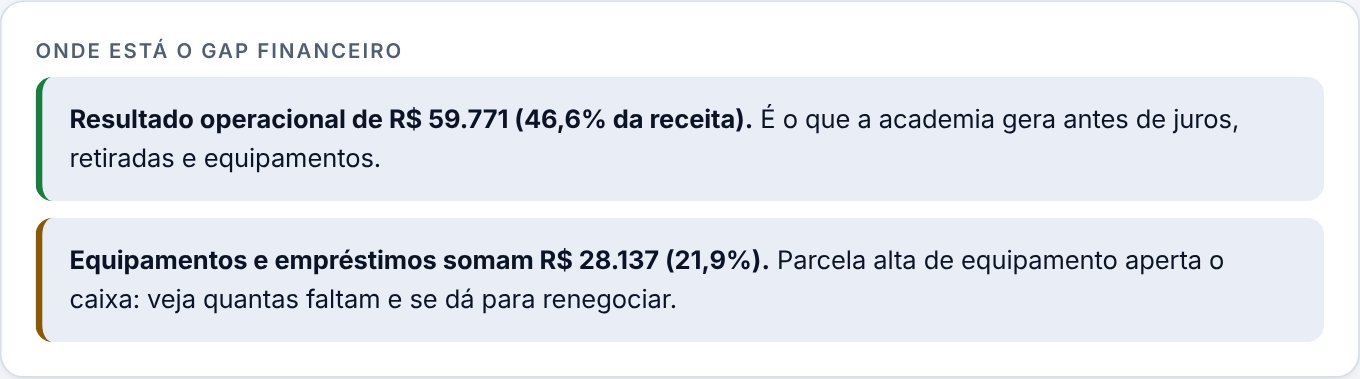 ONDE ESTÁ O GAP FINANCEIRO
Resultado operacional de R$ 59.771 (46,6% da receita). É o que a academia gera antes de juros,
retiradas e equipamentos.
Equipamentos e empréstimos somam R$ 28.137 (21,9%). Parcela alta de equipamento aperta o
caixa: veja quantas faltam e se dá para renegociar.